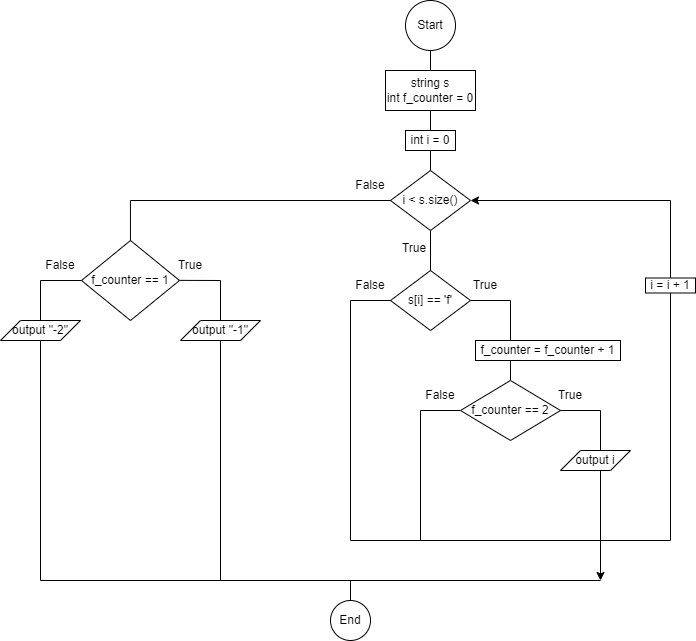 Start
string s
int f_counter = 0
int i = 0
False
i < s.size()
True
False
True
f_counter == 1
False
True
s[i] == 'f'
i = i + 1
output "-2"
output "-1"
f_counter = f_counter + 1
False
True
f_counter == 2
output i
End